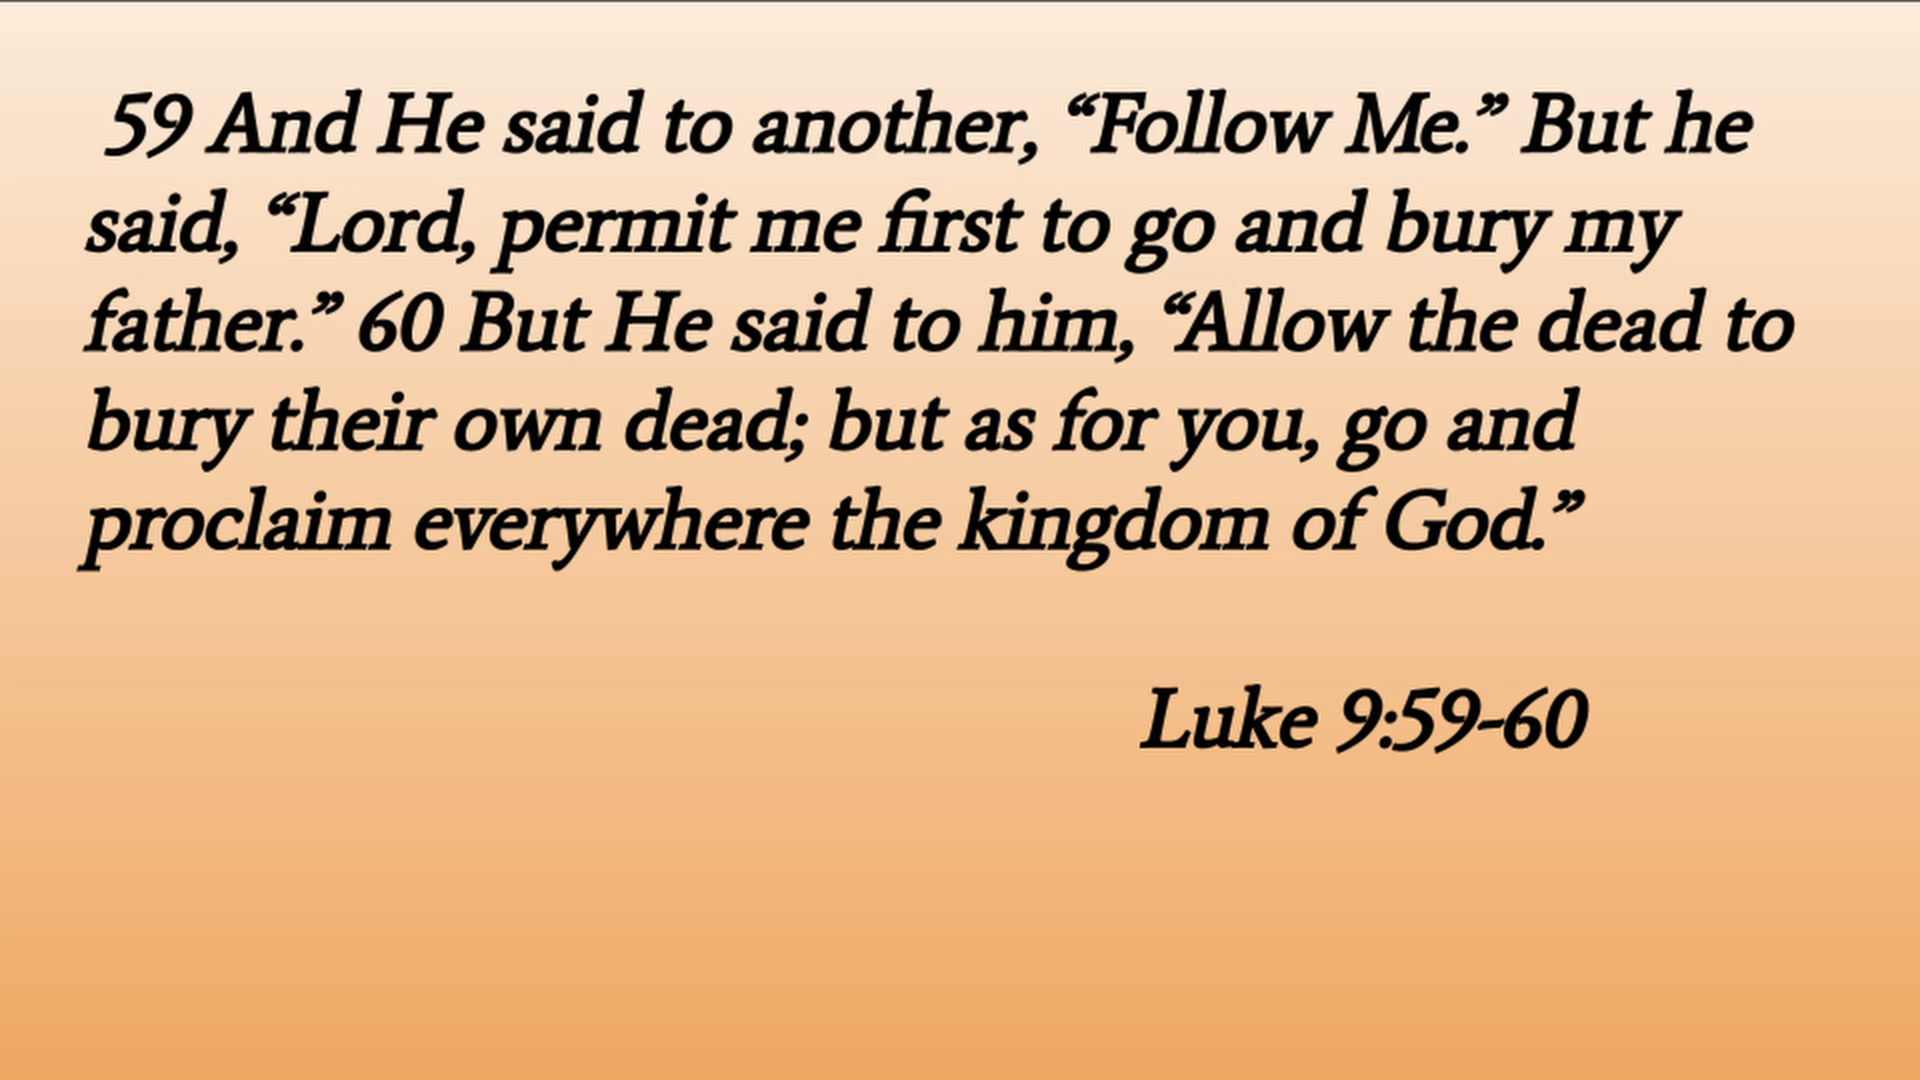 59 And He said to another, “Follow Me.” But he
said, “Lord, permit me first to go and bury my
father.” 60 But He said to him, “Allow the dead to
bury their own dead; but as for you, go and
proclaim everywhere the kingdom of God.”
Luke 9:59-60